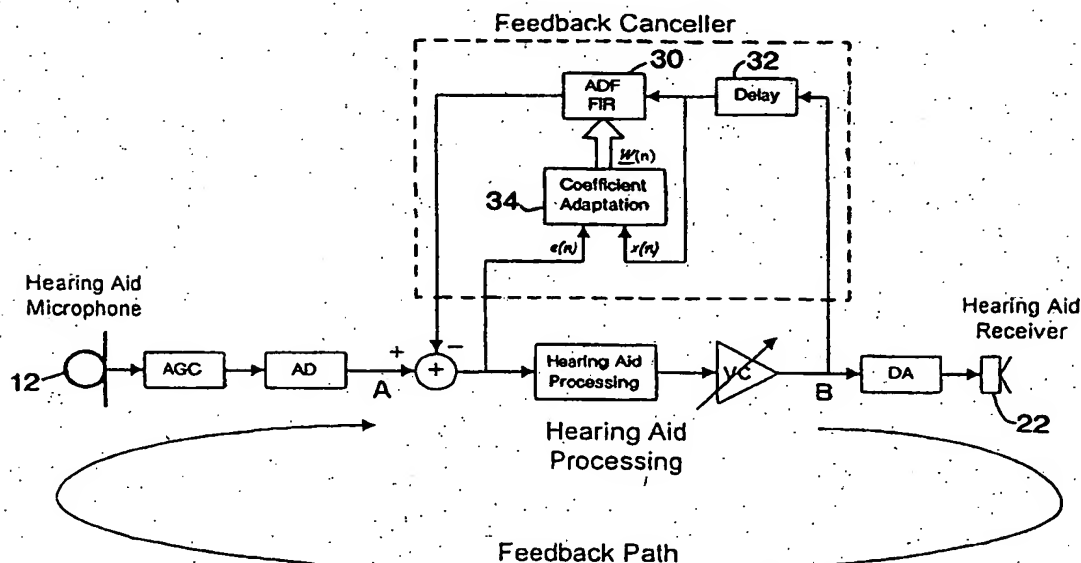 Feedback Canceller
30
32
ADF
FIR
Delay
W(n)
34
Coefficient
Adaptation
e(n)
x(n)
Hearing Aid
Microphone
Hearing Aid
Receiver
+
−
12
AGC
AD
A
+
Hearing Aid
Processing
VC
B
DA
22
Hearing Aid
Processing
Feedback Path